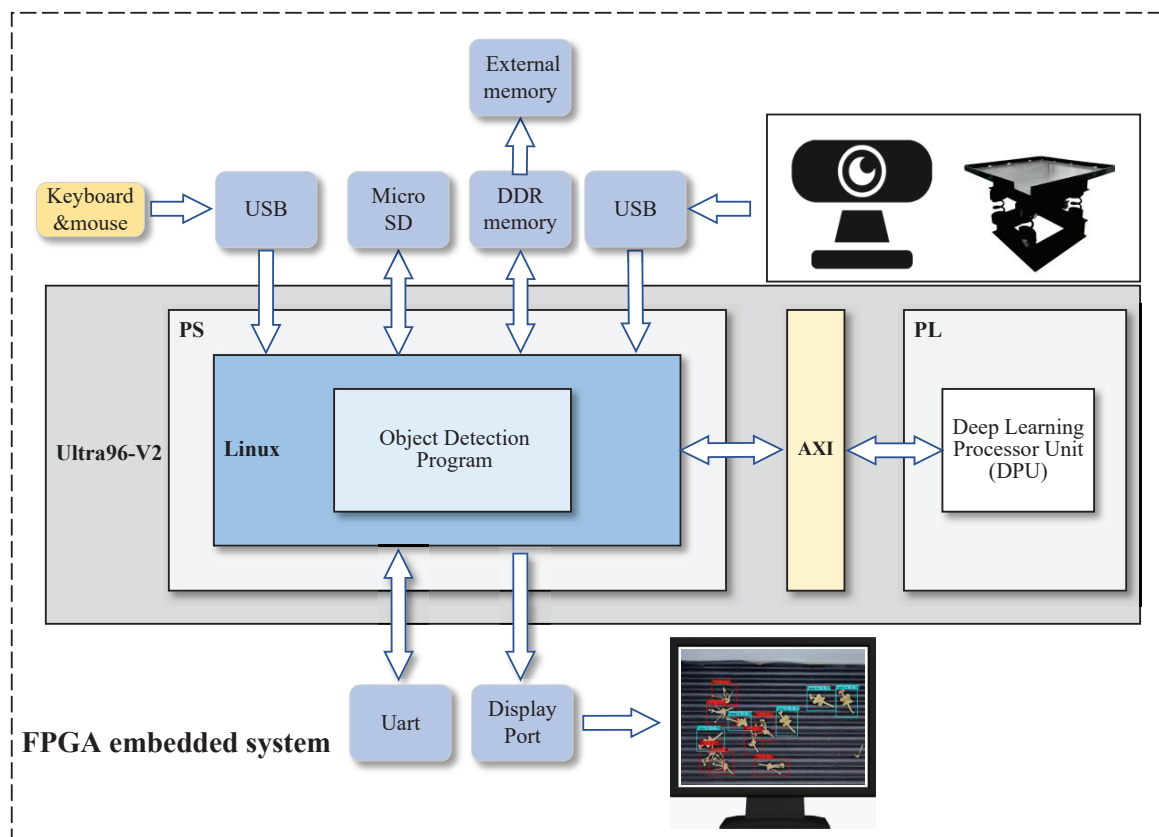 External
memory
Keyboard
&mouse
USB
Micro
SD
DDR
memory
USB
PS
PL
Ultra96-V2
Linux
Object Detection
Program
AXI
Deep Learning
Processor Unit
(DPU)
Uart
Display
Port
FPGA embedded system